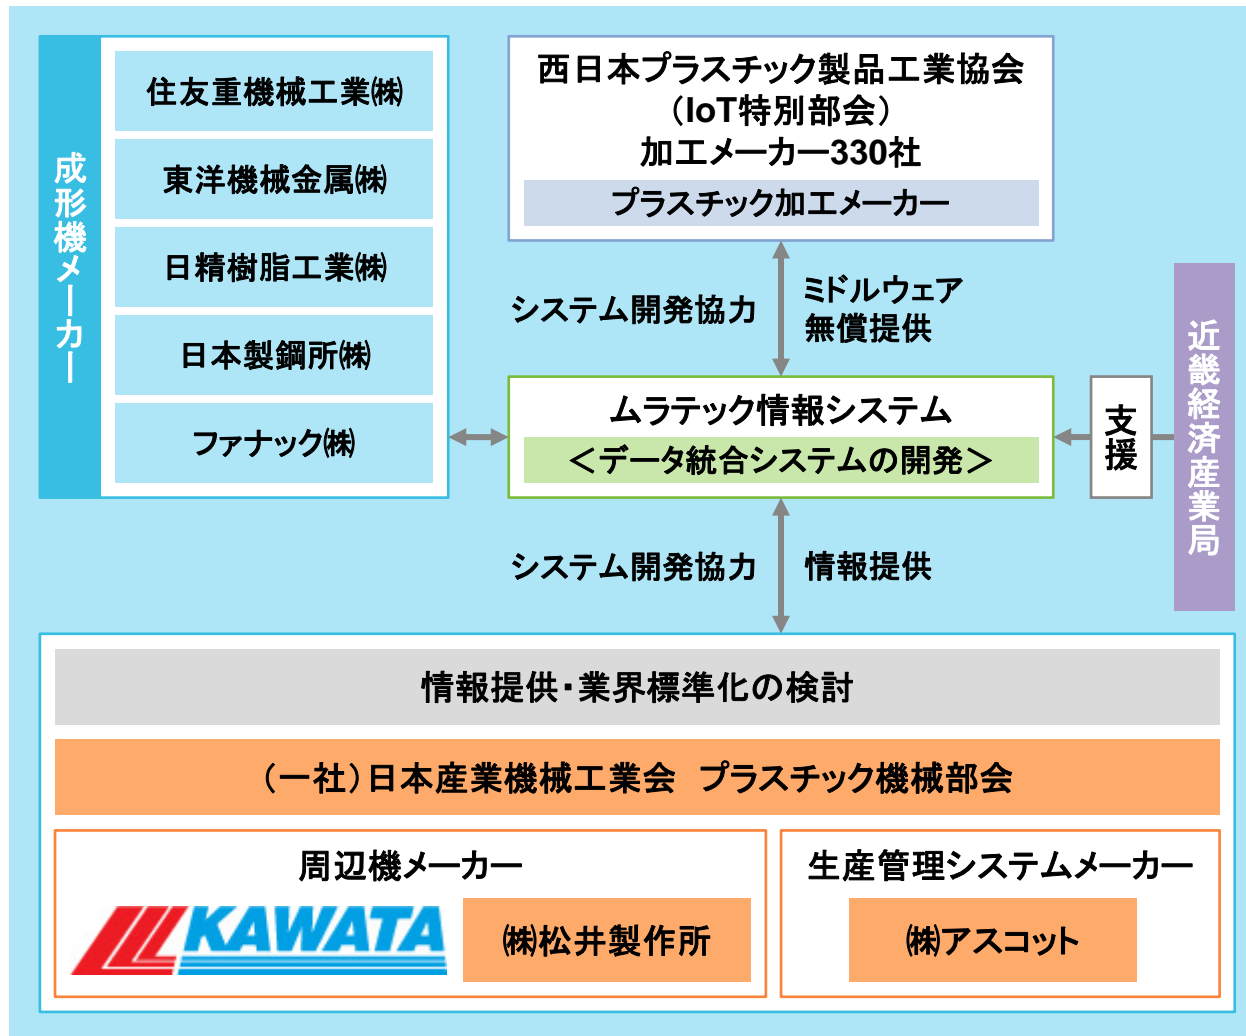 成形機メーカー
住友重機械工業㈱
東洋機械金属㈱
日精樹脂工業㈱
日本製鋼所㈱
ファナック㈱
西日本プラスチック製品工業協会
（IoT特別部会）
加工メーカー330社
プラスチック加工メーカー
システム開発協力
ミドルウェア
無償提供
ムラテック情報システム
＜データ統合システムの開発＞
支援
近畿経済産業局
システム開発協力
情報提供
情報提供・業界標準化の検討
（一社）日本産業機械工業会　プラスチック機械部会
周辺機メーカー
KAWATA
㈱松井製作所
生産管理システムメーカー
㈱アスコット